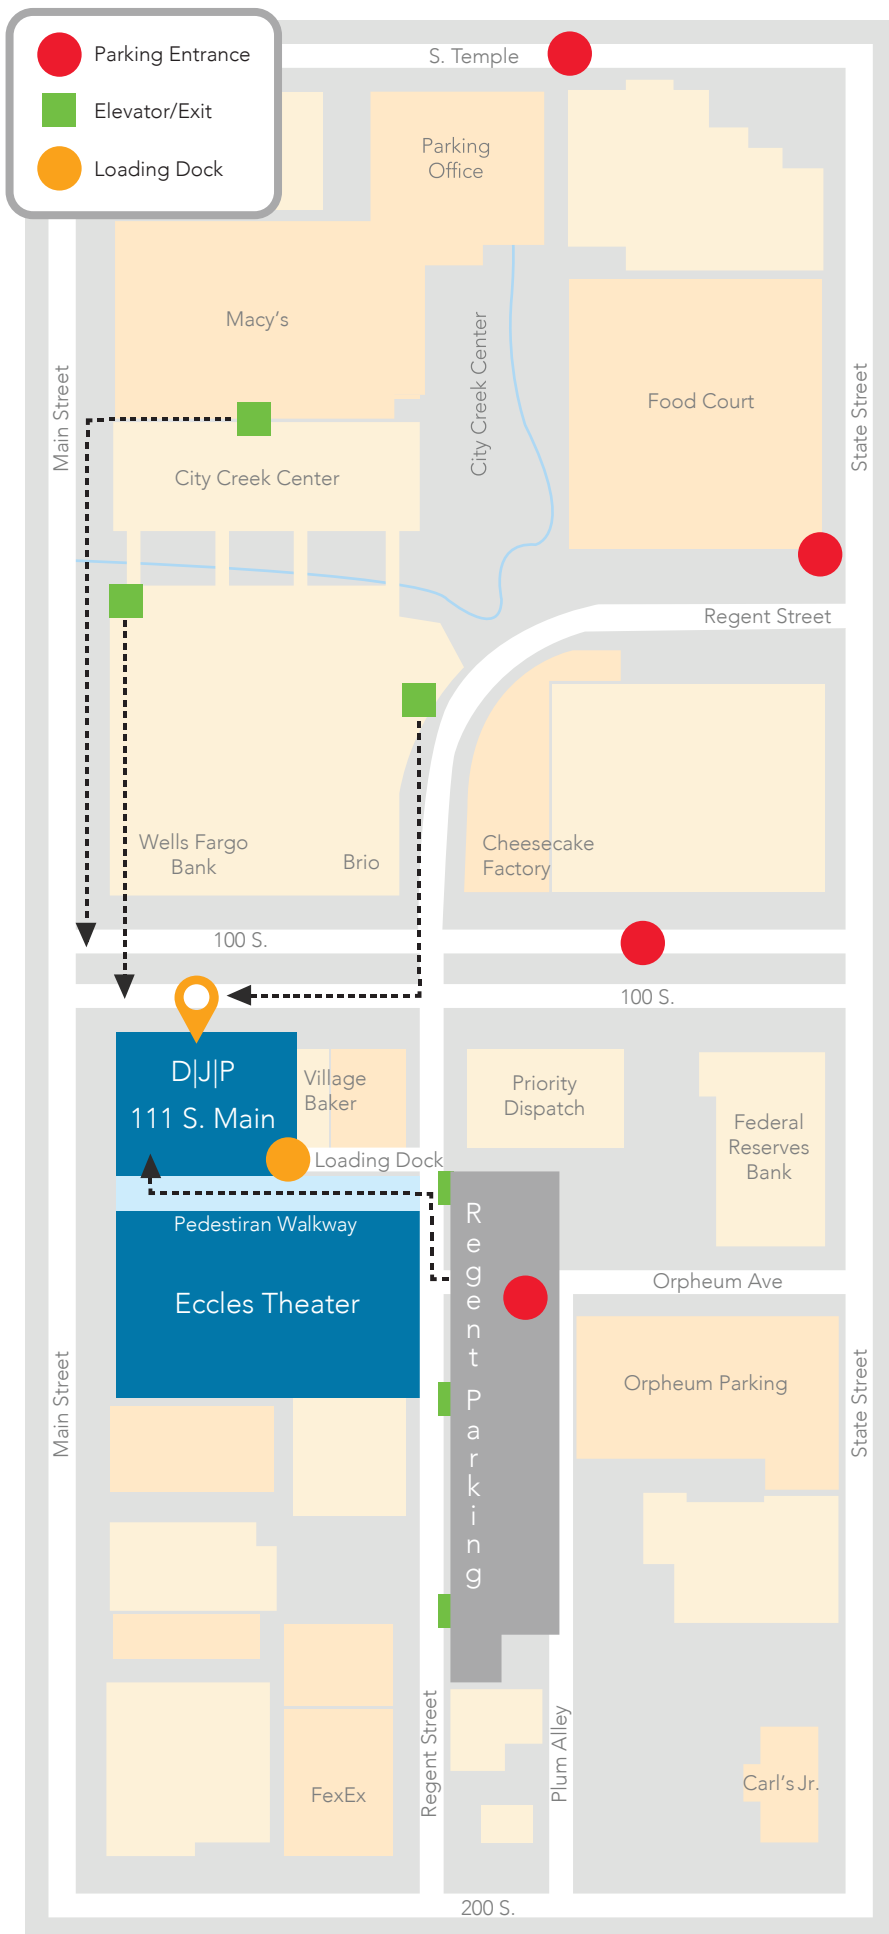 Parking Entrance
Elevator/Exit
Loading Dock
S. Temple
Parking
Office
Macy's
City Creek Center
Food Court
Main Street
State Street
City Creek Center
Regent Street
Wells Fargo
Bank
Brio
Cheesecake
Factory
100 S.
100 S.
D|J|P
111 S. Main
Village
Baker
Priority
Dispatch
Federal
Reserves
Bank
Loading Dock
Pedestiran Walkway
Regent Parking
Orpheum Ave
Eccles Theater
Orpheum Parking
Main Street
State Street
Regent Street
Plum Alley
FexEx
Carl's Jr.
200 S.